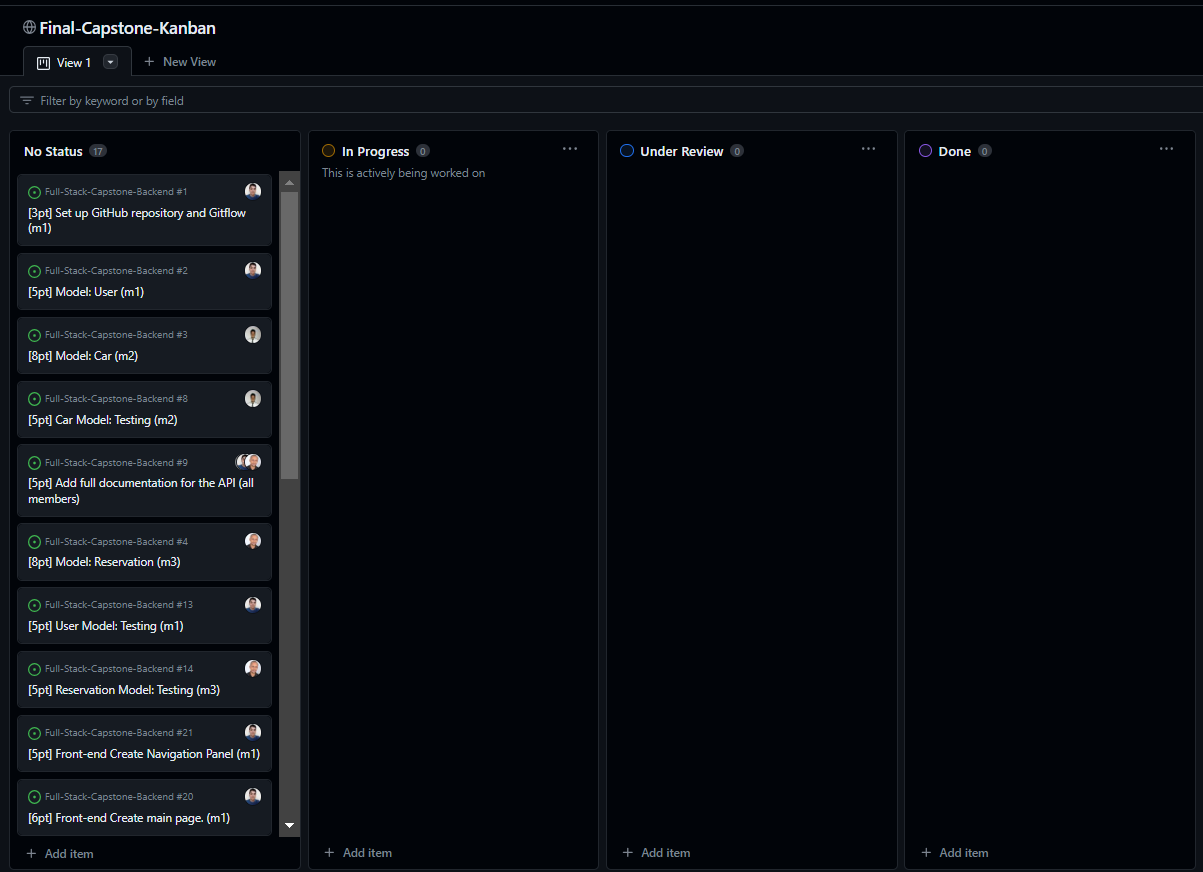 Final-Capstone-Kanban
View 1
New View
Filter by keyword or by field
No Status 17
Full-Stack-Capstone-Backend #1
[3pt] Set up GitHub repository and Gitflow
(m1)
Full-Stack-Capstone-Backend #2
[5pt] Model: User (m1)
Full-Stack-Capstone-Backend #3
[8pt] Model: Car (m2)
Full-Stack-Capstone-Backend #8
[5pt] Car Model: Testing (m2)
Full-Stack-Capstone-Backend #9
[5pt] Add full documentation for the API (all
members)
Full-Stack-Capstone-Backend #4
[8pt] Model: Reservation (m3)
Full-Stack-Capstone-Backend #13
[5pt] User Model: Testing (m1)
Full-Stack-Capstone-Backend #14
[5pt] Reservation Model: Testing (m3)
Full-Stack-Capstone-Backend #21
[5pt] Front-end Create Navigation Panel (m1)
Full-Stack-Capstone-Backend #20
[6pt] Front-end Create main page. (m1)
+ Add item
In Progress 0
This is actively being worked on
+ Add item
Under Review 0
+ Add item
Done 0
+ Add item